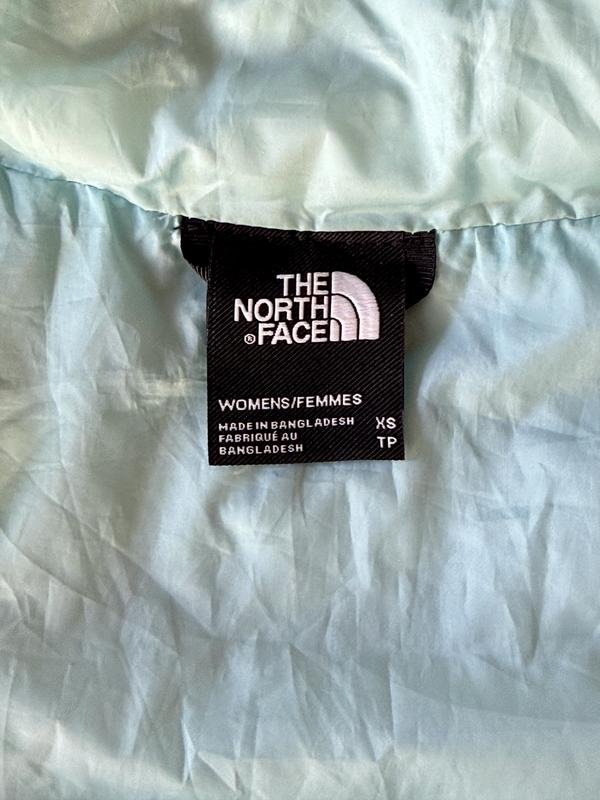 THE
NORTH
®FACE
WOMENS/FEMMES
MADE IN BANGLADESH XS
FABRIQUÉ AU TP
BANGLADESH